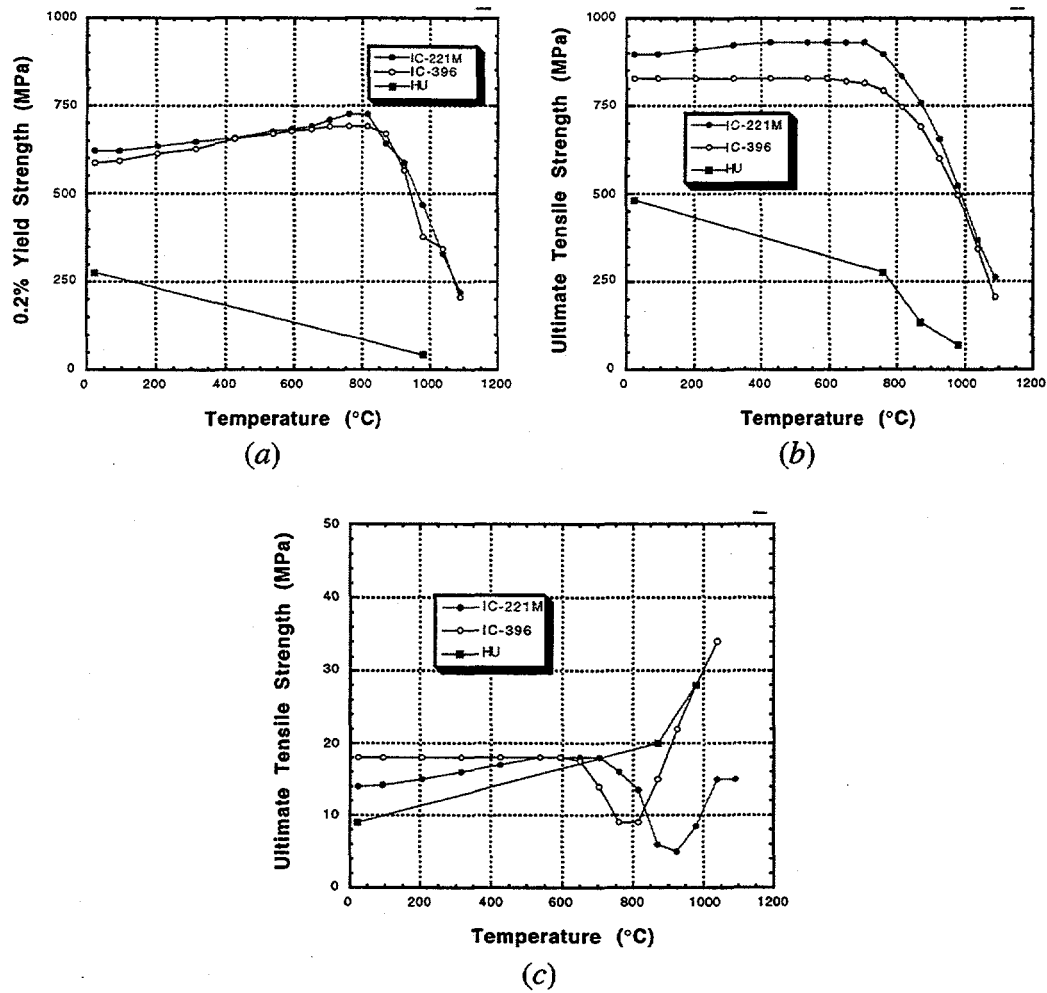 1000
750
500
250
0
0.2% Yield Strength (MPa)
IC-221M
IC-396
HU
0 200 400 600 800 1000 1200
Temperature (°C)
(a)
1000
750
500
250
0
Ultimate Tensile Strength (MPa)
IC-221M
IC-396
HU
0 200 400 600 800 1000 1200
Temperature (°C)
(b)
50
40
30
20
10
0
Ultimate Tensile Strength (MPa)
IC-221M
IC-396
HU
0 200 400 600 800 1000 1200
Temperature (°C)
(c)